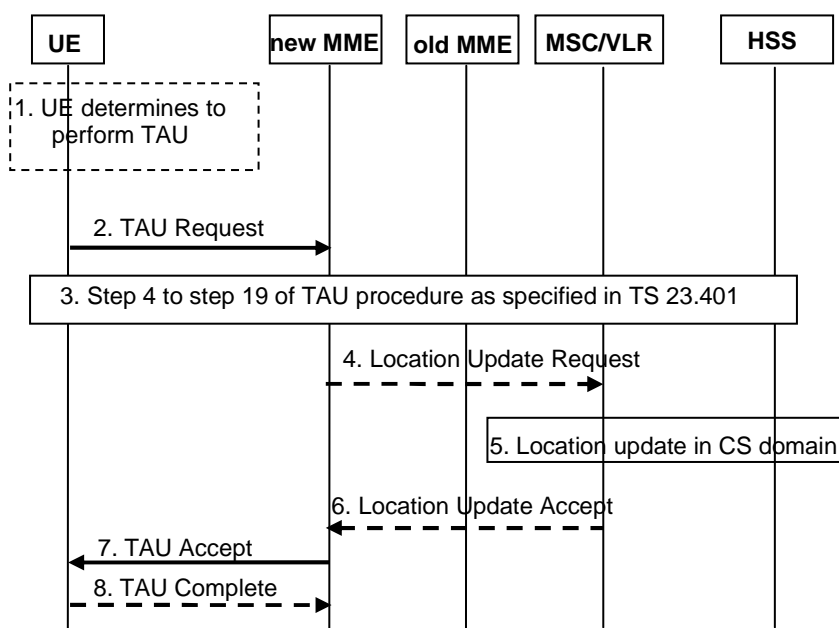 UE
new MME
old MME
MSC/VLR
HSS
1. UE determines to
perform TAU
2. TAU Request
3. Step 4 to step 19 of TAU procedure as specified in TS 23.401
4. Location Update Request
5. Location update in CS domain
6. Location Update Accept
7. TAU Accept
8. TAU Complete